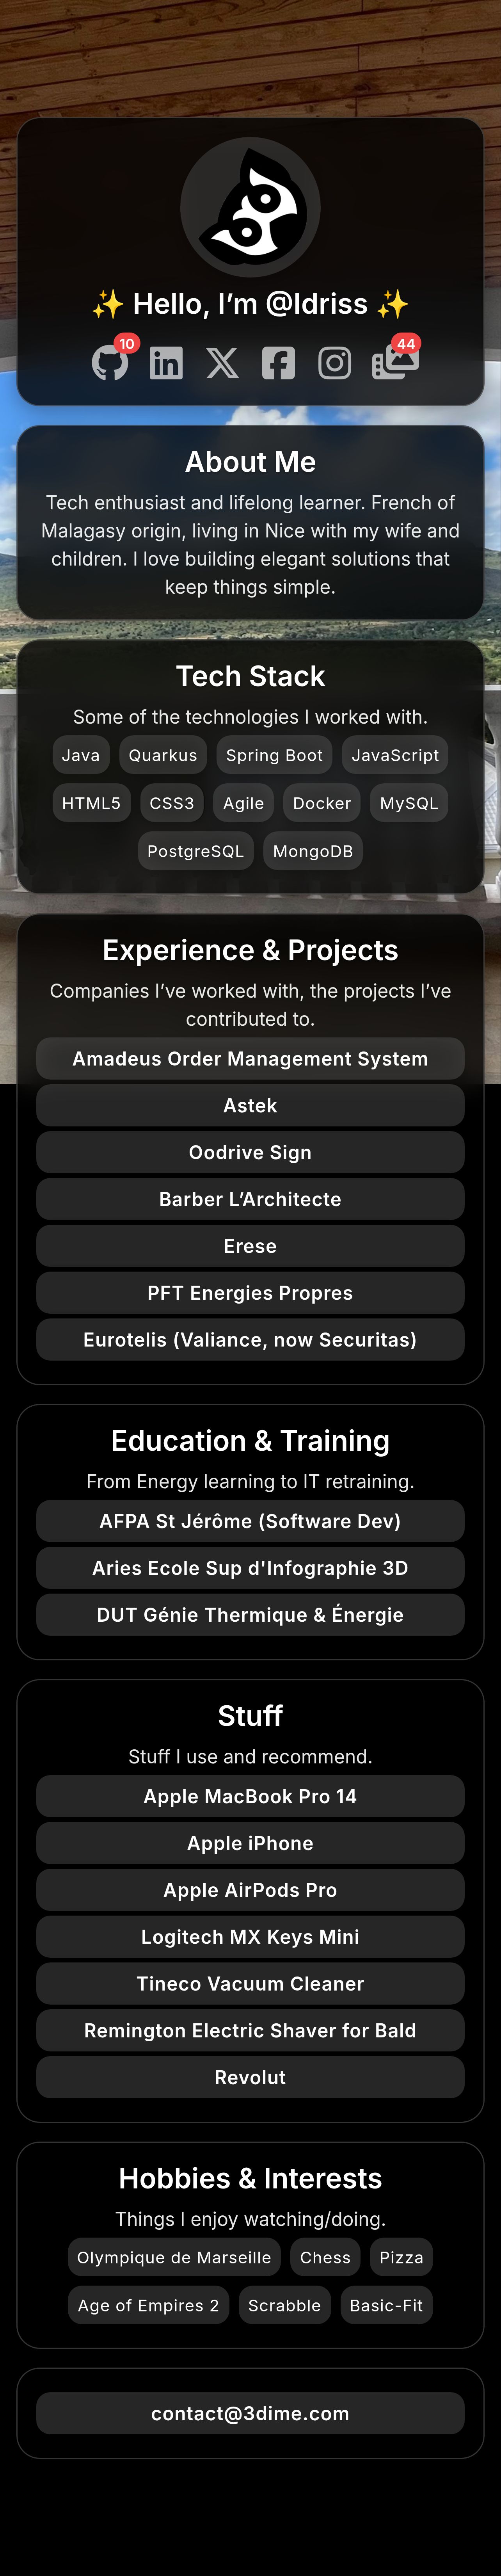 ✨ Hello, I’m @Idriss ✨
10
44
About Me
Tech enthusiast and lifelong learner. French of
Malagasy origin, living in Nice with my wife and
children. I love building elegant solutions that
keep things simple.
Tech Stack
Some of the technologies I worked with.
Java Quarkus Spring Boot JavaScript
HTML5 CSS3 Agile Docker MySQL
PostgreSQL MongoDB
Experience & Projects
Companies I’ve worked with, the projects I’ve
contributed to.
Amadeus Order Management System
Astek
Oodrive Sign
Barber L’Architecte
Erese
PFT Energies Propres
Eurotelis (Valiance, now Securitas)
Education & Training
From Energy learning to IT retraining.
AFPA St Jérôme (Software Dev)
Aries Ecole Sup d'Infographie 3D
DUT Génie Thermique & Énergie
Stuff
Stuff I use and recommend.
Apple MacBook Pro 14
Apple iPhone
Apple AirPods Pro
Logitech MX Keys Mini
Tineco Vacuum Cleaner
Remington Electric Shaver for Bald
Revolut
Hobbies & Interests
Things I enjoy watching/doing.
Olympique de Marseille Chess Pizza
Age of Empires 2 Scrabble Basic-Fit
contact@3dime.com